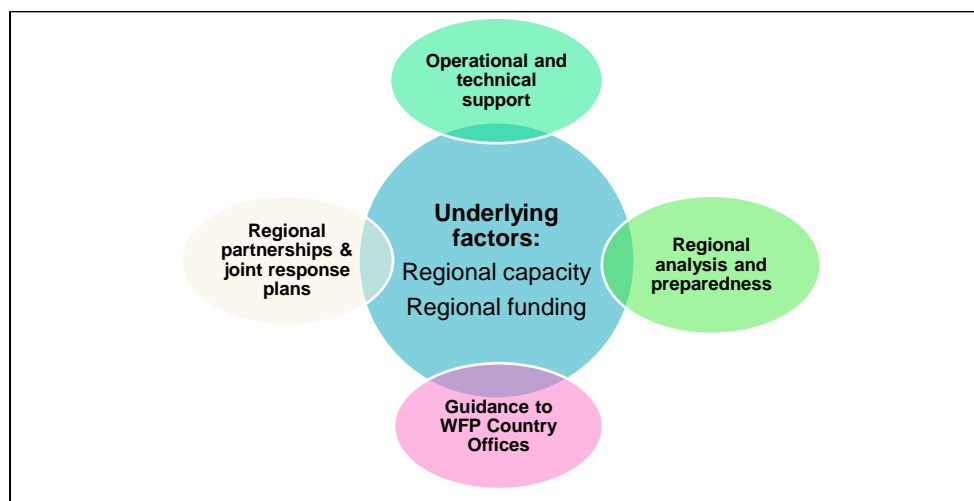 Operational and
technical
support
Regional
partnerships &
joint response
plans
Underlying
factors:
Regional capacity
Regional funding
Regional
analysis and
preparedness
Guidance to
WFP Country
Offices